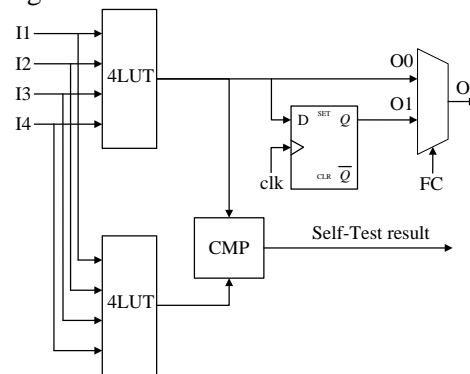 g
I1
I2
I3
I4
4LUT
O0
O
O1
D
SET
Q
CLR
Q
clk
FC
CMP
Self-Test result
4LUT